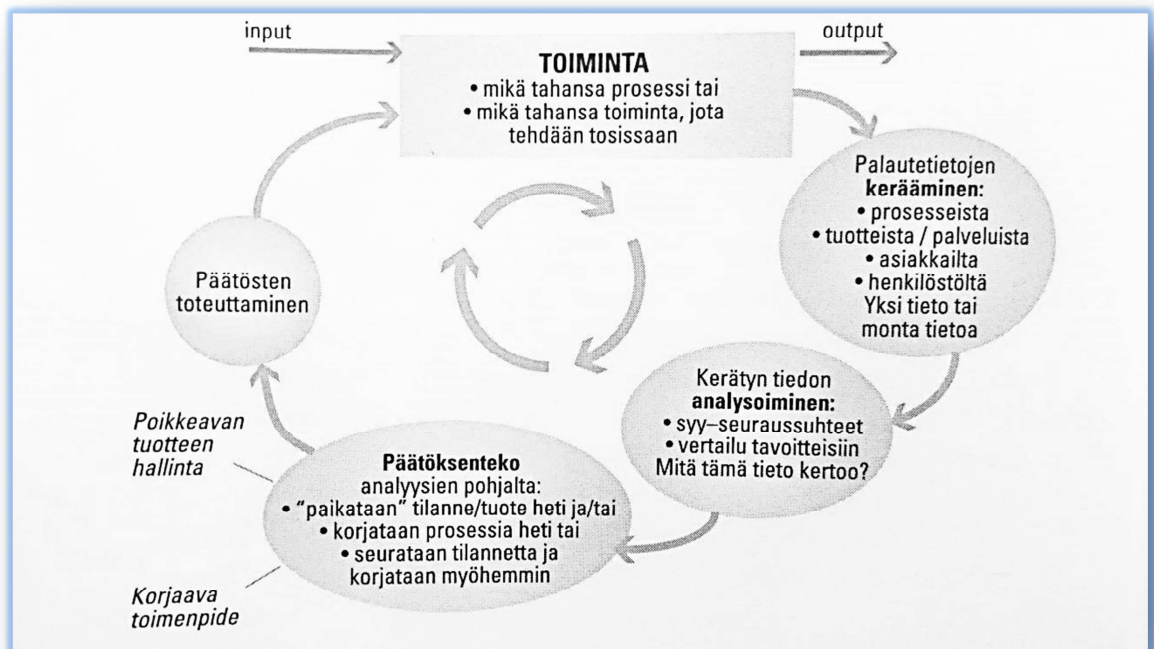 input
output
TOIMINTA
• mikä tahansa prosessi tai
• mikä tahansa toiminta, jota
tehdään tosissaan
Palautetietojen
kerääminen:
• prosesseista
• tuotteista / palveluista
• asiakkailta
• henkilöstöltä
Yksi tieto tai
monta tietoa
Kerätyn tiedon
analysoiminen:
• syy–seuraussuhteet
• vertailu tavoitteisiin
Mitä tämä tieto kertoo?
Päätöksenteko
analyysien pohjalta:
• "paikataan" tilanne/tuote heti ja/tai
• korjataan prosessia heti tai
• seurataan tilannetta ja
korjataan myöhemmin
Poikkeavan
tuotteen
hallinta
Korjaava
toimenpide
Päätösten
toteuttaminen